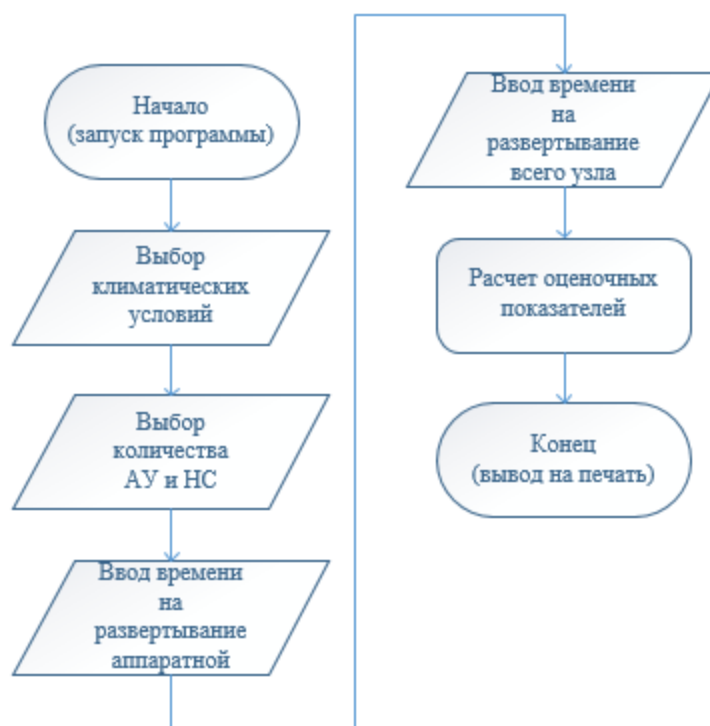 Начало
(запуск программы)
Выбор
климатических
условий
Выбор
количества
АУ и НС
Ввод времени
на
развертывание
аппаратной
Ввод времени
на
развертывание
всего узла
Расчет оценочных
показателей
Конец
(вывод на печать)